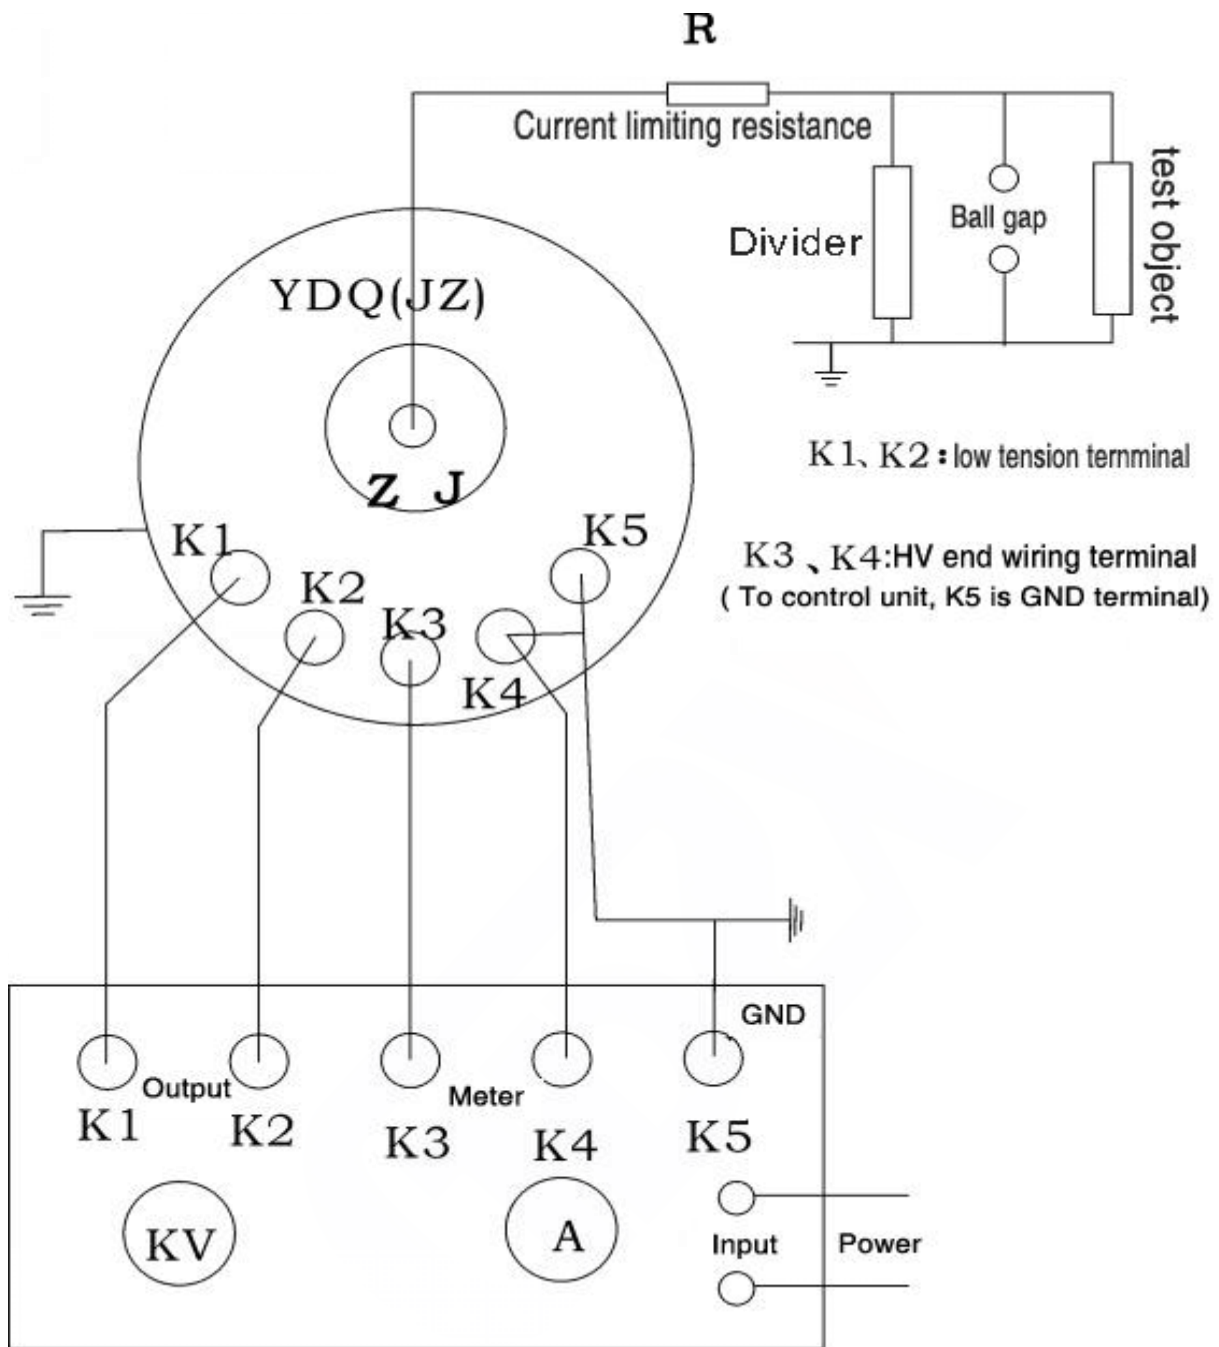 R
Current limiting resistance
Divider
Ball gap
test object
YDQ(JZ)
Z J
K1、K2：low tension ternminal
K3、K4:HV end wiring terminal
( To control unit, K5 is GND terminal)
K1
K2
K3
K4
K5
GND
Output
Meter
K1
K2
K3
K4
K5
KV
A
Input
Power